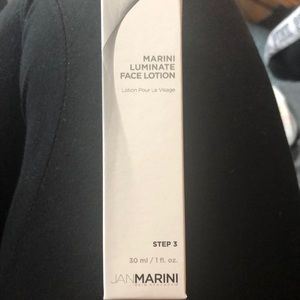 MARINI
LUMINATE
FACE LOTION
Lotion Pour Le Visage
STEP 3
30 ml / 1 fl. oz.
JANMARINI